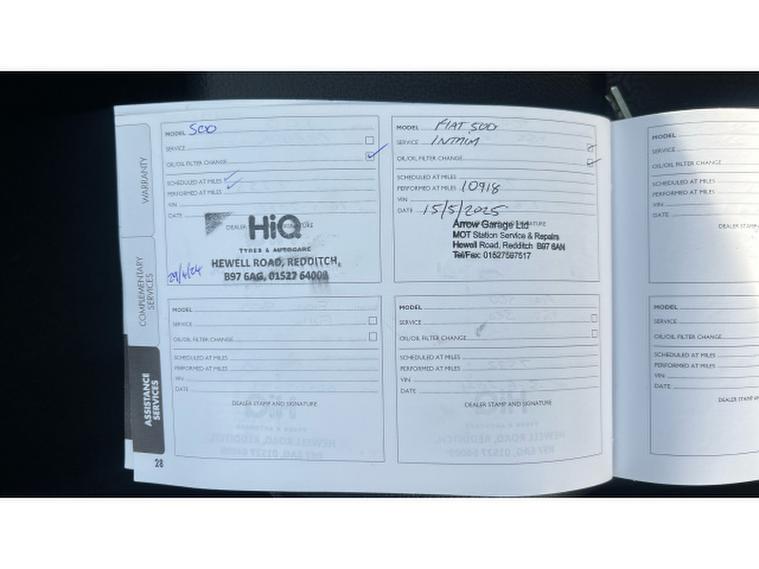 WARRANTY
COMPLEMENTARY
SERVICES
ASSISTANCE
SERVICES
28
MODEL 500
SERVICE
OIL/OIL FILTER CHANGE
SCHEDULED AT MILES
PERFORMED AT MILES
VIN
DATE
DEALER STAMP AND SIGNATURE
HiQ
TYRES & AUTOCARE
HEWELL ROAD, REDDITCH,
B97 6AG, 01527 64008
29/4/24
MODEL FIAT 500
SERVICE INTRIM
OIL/OIL FILTER CHANGE
SCHEDULED AT MILES
PERFORMED AT MILES 10918
VIN
DATE 15/5/2025
Arrow Garage Ltd
MOT Station Service & Repairs
Hewell Road, Redditch B97 6AN
Tel/Fax: 01527597517
MODEL
SERVICE
OIL/OIL FILTER CHANGE
SCHEDULED AT MILES
PERFORMED AT MILES
VIN
DATE
DEALER STAMP
MODEL
SERVICE
OIL/OIL FILTER CHANGE
SCHEDULED AT MILES
PERFORMED AT MILES
VIN
DATE
DEALER STAMP AND SIGNATURE
MODEL
SERVICE
OIL/OIL FILTER CHANGE
SCHEDULED AT MILES
PERFORMED AT MILES
VIN
DATE
DEALER STAMP AND SIGNATURE
MODEL
SERVICE
OIL/OIL FILTER CHANGE
SCHEDULED AT MILES
PERFORMED AT MILES
VIN
DATE
DEALER STAMP